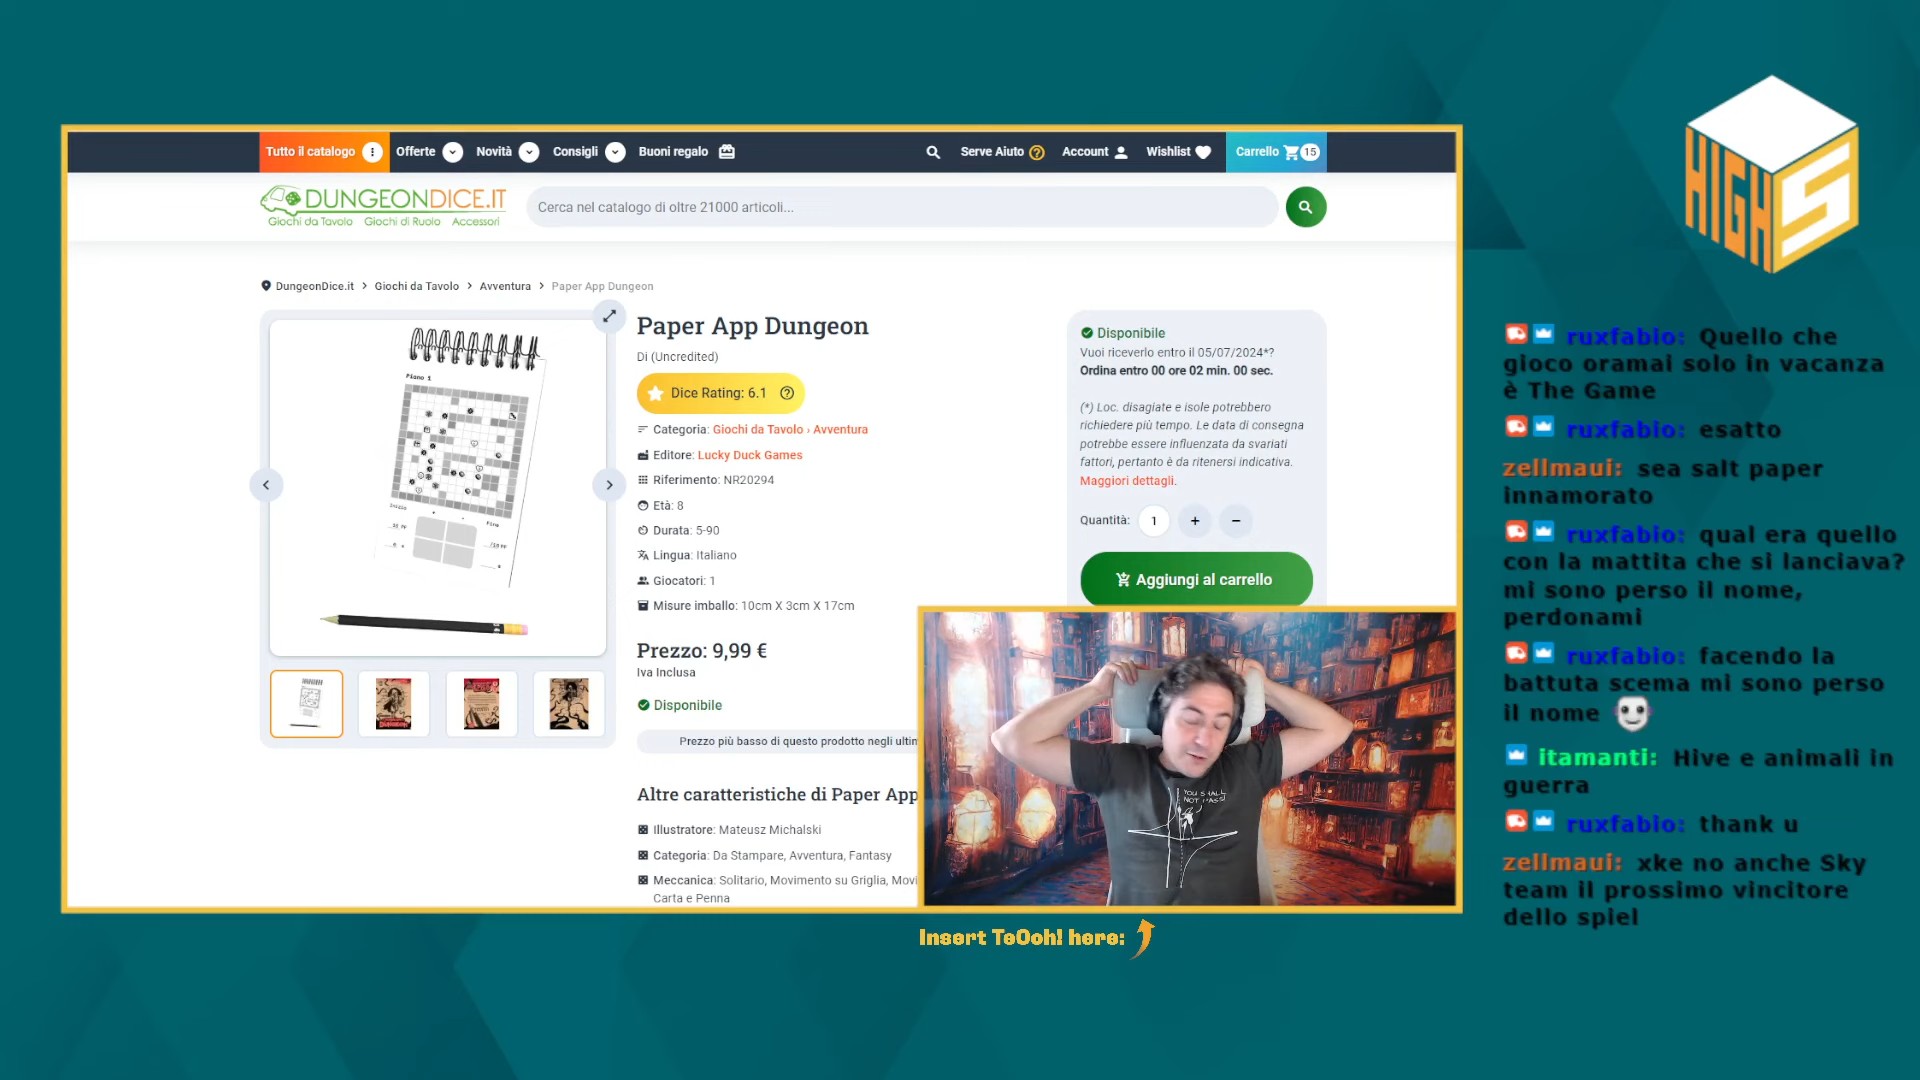 Tutto il catalogo
Offerte
Novità
Consigli
Buoni regalo
Serve Aiuto
Account
Wishlist
Carrello 15
DUNGEONDICE.IT
Giochi da Tavolo Giochi di Ruolo Accessori
Cerca nel catalogo di oltre 21000 articoli...
DungeonDice.it > Giochi da Tavolo > Avventura > Paper App Dungeon
Piano 1
Inizio
Fine
Paper App Dungeon
Di (Uncredited)
Dice Rating: 6.1
Categoria: Giochi da Tavolo › Avventura
Editore: Lucky Duck Games
Riferimento: NR20294
Età: 8
Durata: 5-90
Lingua: Italiano
Giocatori: 1
Misure imballo: 10cm X 3cm X 17cm
Prezzo: 9,99 €
Iva Inclusa
Disponibile
Prezzo più basso di questo prodotto negli ultim
Altre caratteristiche di Paper App
Illustratore: Mateusz Michalski
Categoria: Da Stampare, Avventura, Fantasy
Meccanica: Solitario, Movimento su Griglia, Movi
Carta e Penna
Disponibile
Vuoi riceverlo entro il 05/07/2024*?
Ordina entro 00 ore 02 min. 00 sec.
(*) Loc. disagiate e isole potrebbero
richiedere più tempo. Le data di consegna
potrebbe essere influenzata da svariati
fattori, pertanto è da ritenersi indicativa.
Maggiori dettagli.
Quantità: 1 + −
Aggiungi al carrello
YOU SHALL
NOT PASS!
Insert TeOoh! here:
HIGH 5
ruxfabio: Quello che
gioco oramai solo in vacanza
è The Game
ruxfabio: esatto
zellmaui: sea salt paper
innamorato
ruxfabio: qual era quello
con la mattita che si lanciava?
mi sono perso il nome,
perdonami
ruxfabio: facendo la
battuta scema mi sono perso
il nome
itamanti: Hive e animali in
guerra
ruxfabio: thank u
zellmaui: xke no anche Sky
team il prossimo vincitore
dello spiel